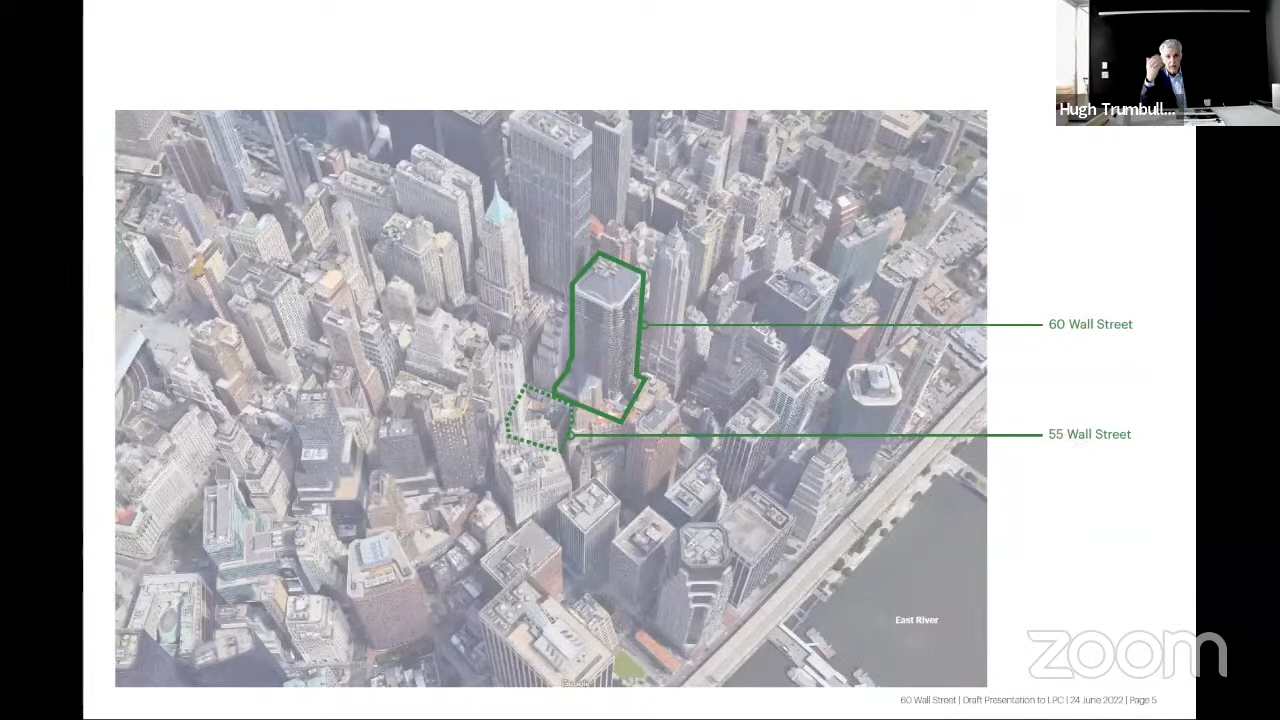 Hugh Trumbull...
60 Wall Street
55 Wall Street
East River
Google
zoom
60 Wall Street | Draft Presentation to LPC | 24 June 2022 | Page 5